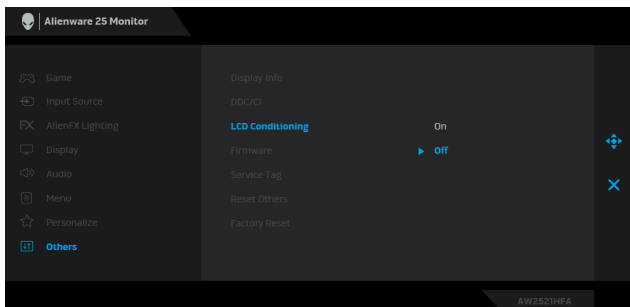 Alienware 25 Monitor
Game
Input Source
AlienFX Lighting
Display
Audio
Menu
Personalize
Others
Display Info
DDC/CI
LCD Conditioning On
Firmware Off
Service Tag
Reset Others
Factory Reset
AW2521HFA